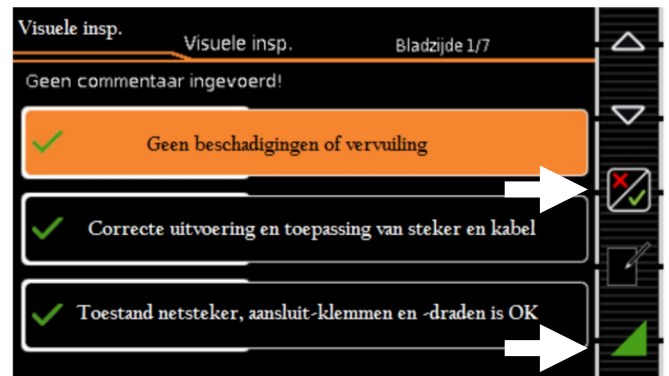 Visuele insp.
Visuele insp.
Bladzijde 1/7
Geen commentaar ingevoerd!
Geen beschadigingen of vervuiling
Correcte uitvoering en toepassing van steker en kabel
Toestand netsteker, aansluit-klemmen en -draden is OK